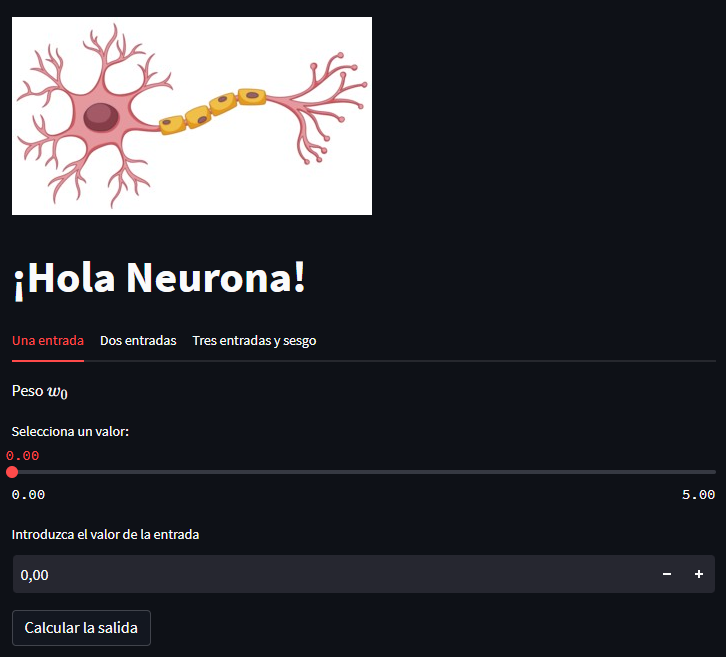 ¡Hola Neurona!
Una entrada Dos entradas Tres entradas y sesgo
Peso w₀
Selecciona un valor:
0.00
0.00 5.00
Introduzca el valor de la entrada
0,00 − +
Calcular la salida